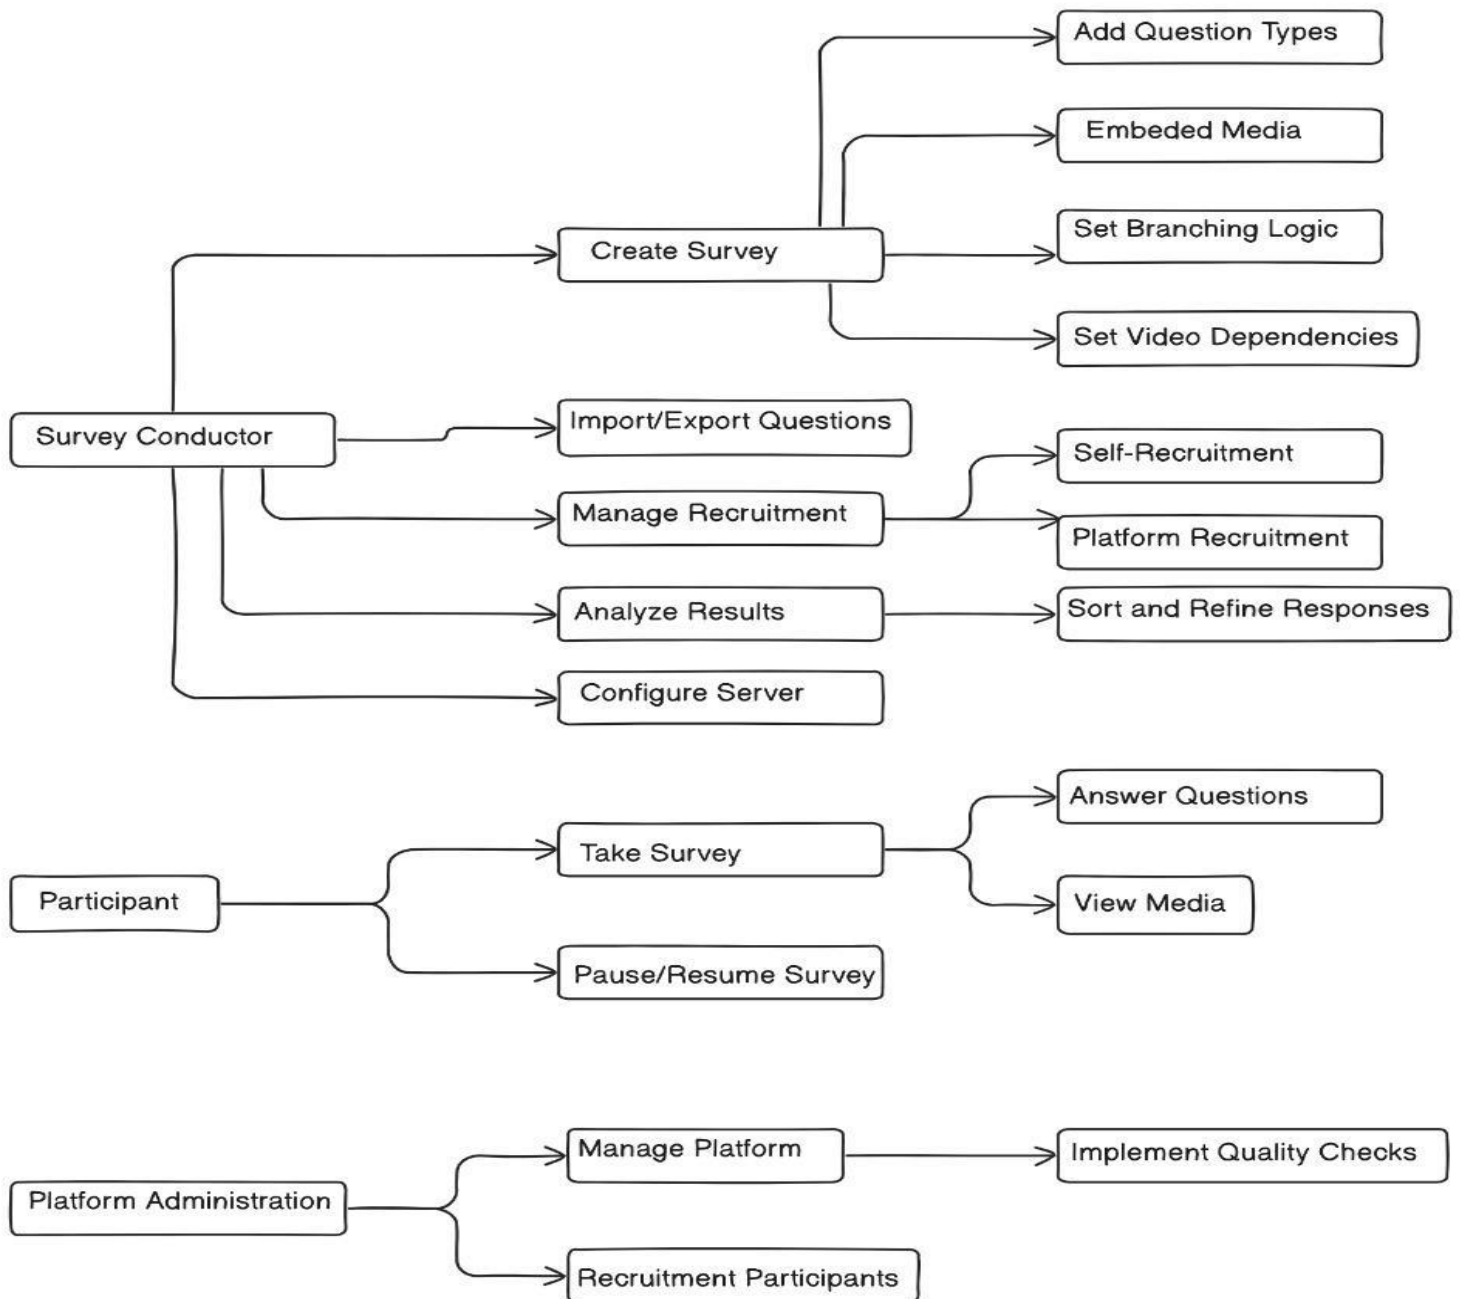 Add Question Types
Embeded Media
Set Branching Logic
Create Survey
Set Video Dependencies
Import/Export Questions
Survey Conductor
Self-Recruitment
Manage Recruitment
Platform Recruitment
Analyze Results
Sort and Refine Responses
Configure Server
Answer Questions
Take Survey
Participant
View Media
Pause/Resume Survey
Manage Platform
Implement Quality Checks
Platform Administration
Recruitment Participants